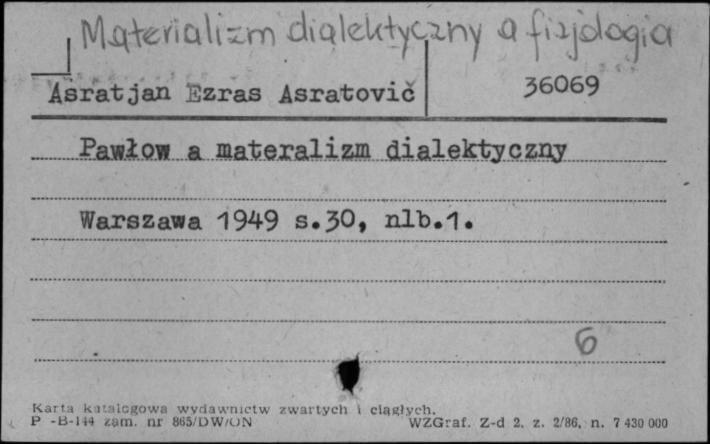 Materializm dialektyczny a fizjologia
Asratjan Ezras Asratovič 36069
Pawłow a materalizm dialektyczny
Warszawa 1949 s.30, nlb.1.
6
Karta katalogowa wydawnictw zwartych i ciągłych.
P -B-144 zam. nr 865/DW/ON WZGraf. Z-d 2. z. 2/86. n. 7 430 000